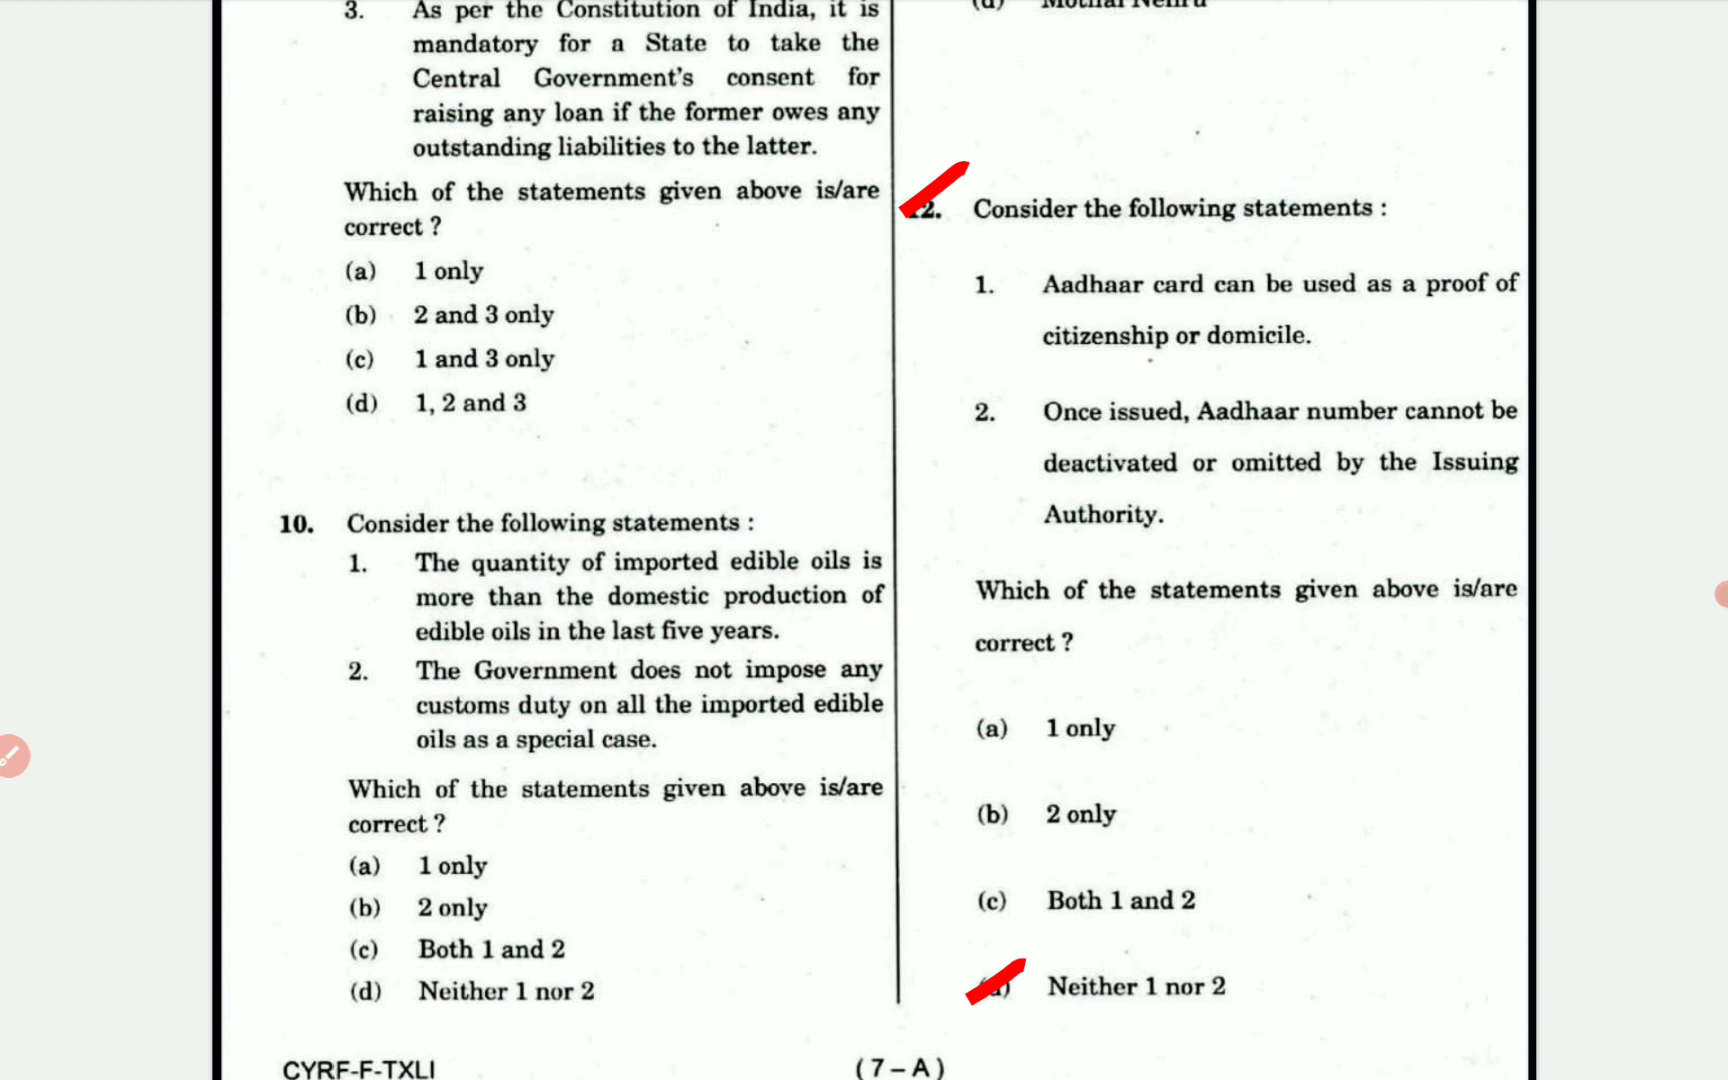 3. As per the Constitution of India, it is
mandatory for a State to take the
Central Government's consent for
raising any loan if the former owes any
outstanding liabilities to the latter.
Which of the statements given above is/are
correct ?
(a) 1 only
(b) 2 and 3 only
(c) 1 and 3 only
(d) 1, 2 and 3
10. Consider the following statements :
1. The quantity of imported edible oils is
more than the domestic production of
edible oils in the last five years.
2. The Government does not impose any
customs duty on all the imported edible
oils as a special case.
Which of the statements given above is/are
correct ?
(a) 1 only
(b) 2 only
(c) Both 1 and 2
(d) Neither 1 nor 2
(d) Motilal Nehru
2. Consider the following statements :
1. Aadhaar card can be used as a proof of
citizenship or domicile.
2. Once issued, Aadhaar number cannot be
deactivated or omitted by the Issuing
Authority.
Which of the statements given above is/are
correct ?
(a) 1 only
(b) 2 only
(c) Both 1 and 2
Neither 1 nor 2
CYRF-F-TXLI
( 7 – A )